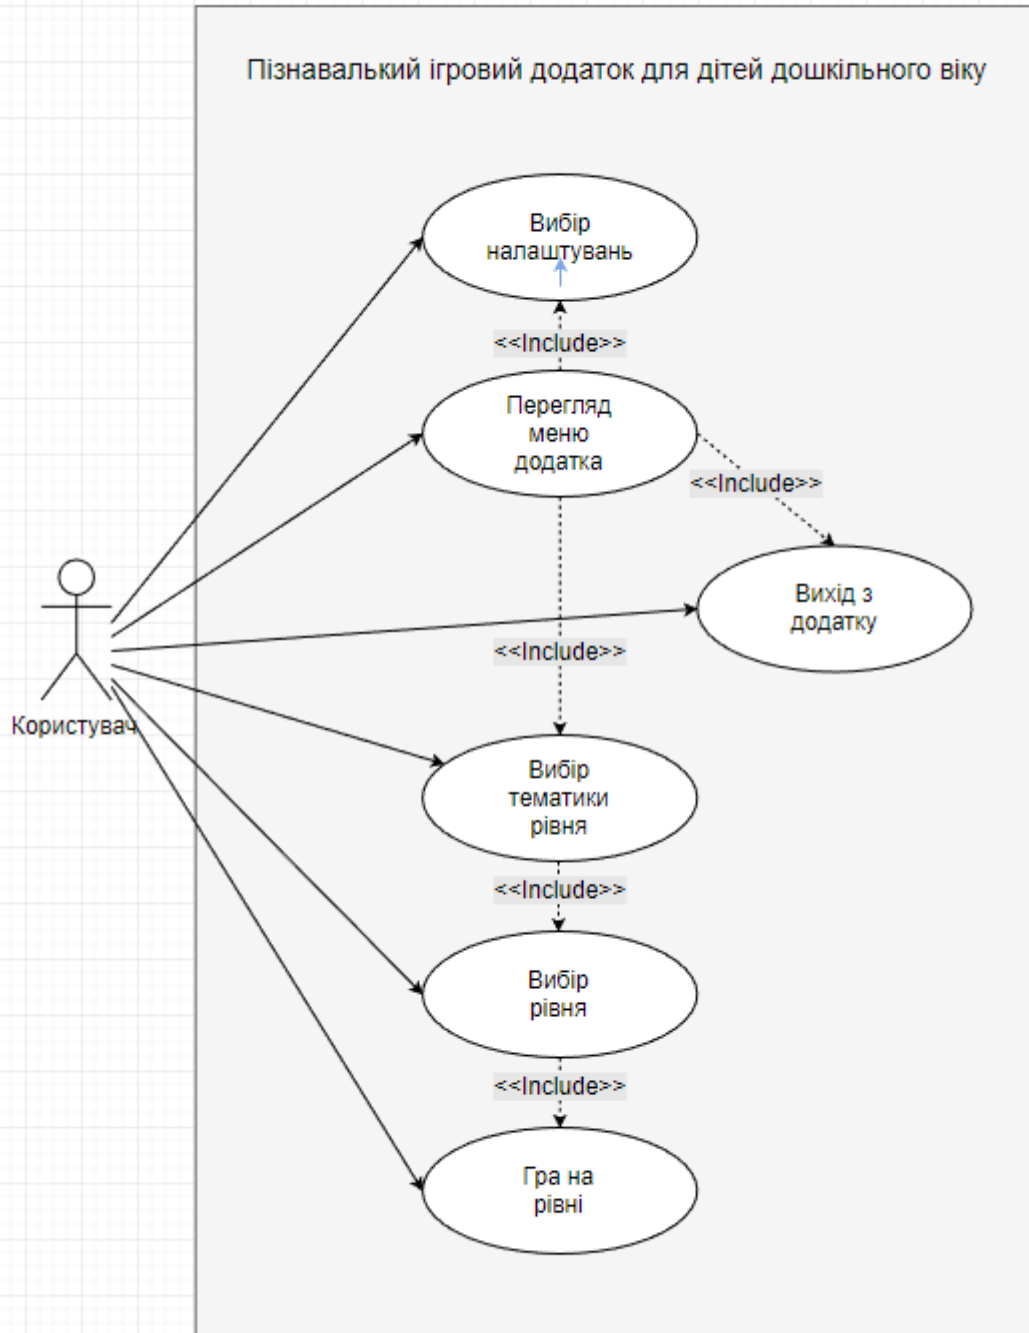 Пізнавалький ігровий додаток для дітей дошкільного віку
Вибір
налаштувань
<<Include>>
Перегляд
меню
додатка
<<Include>>
Вихід з
додатку
<<Include>>
Користувач
Вибір
тематики
рівня
<<Include>>
Вибір
рівня
<<Include>>
Гра на
рівні